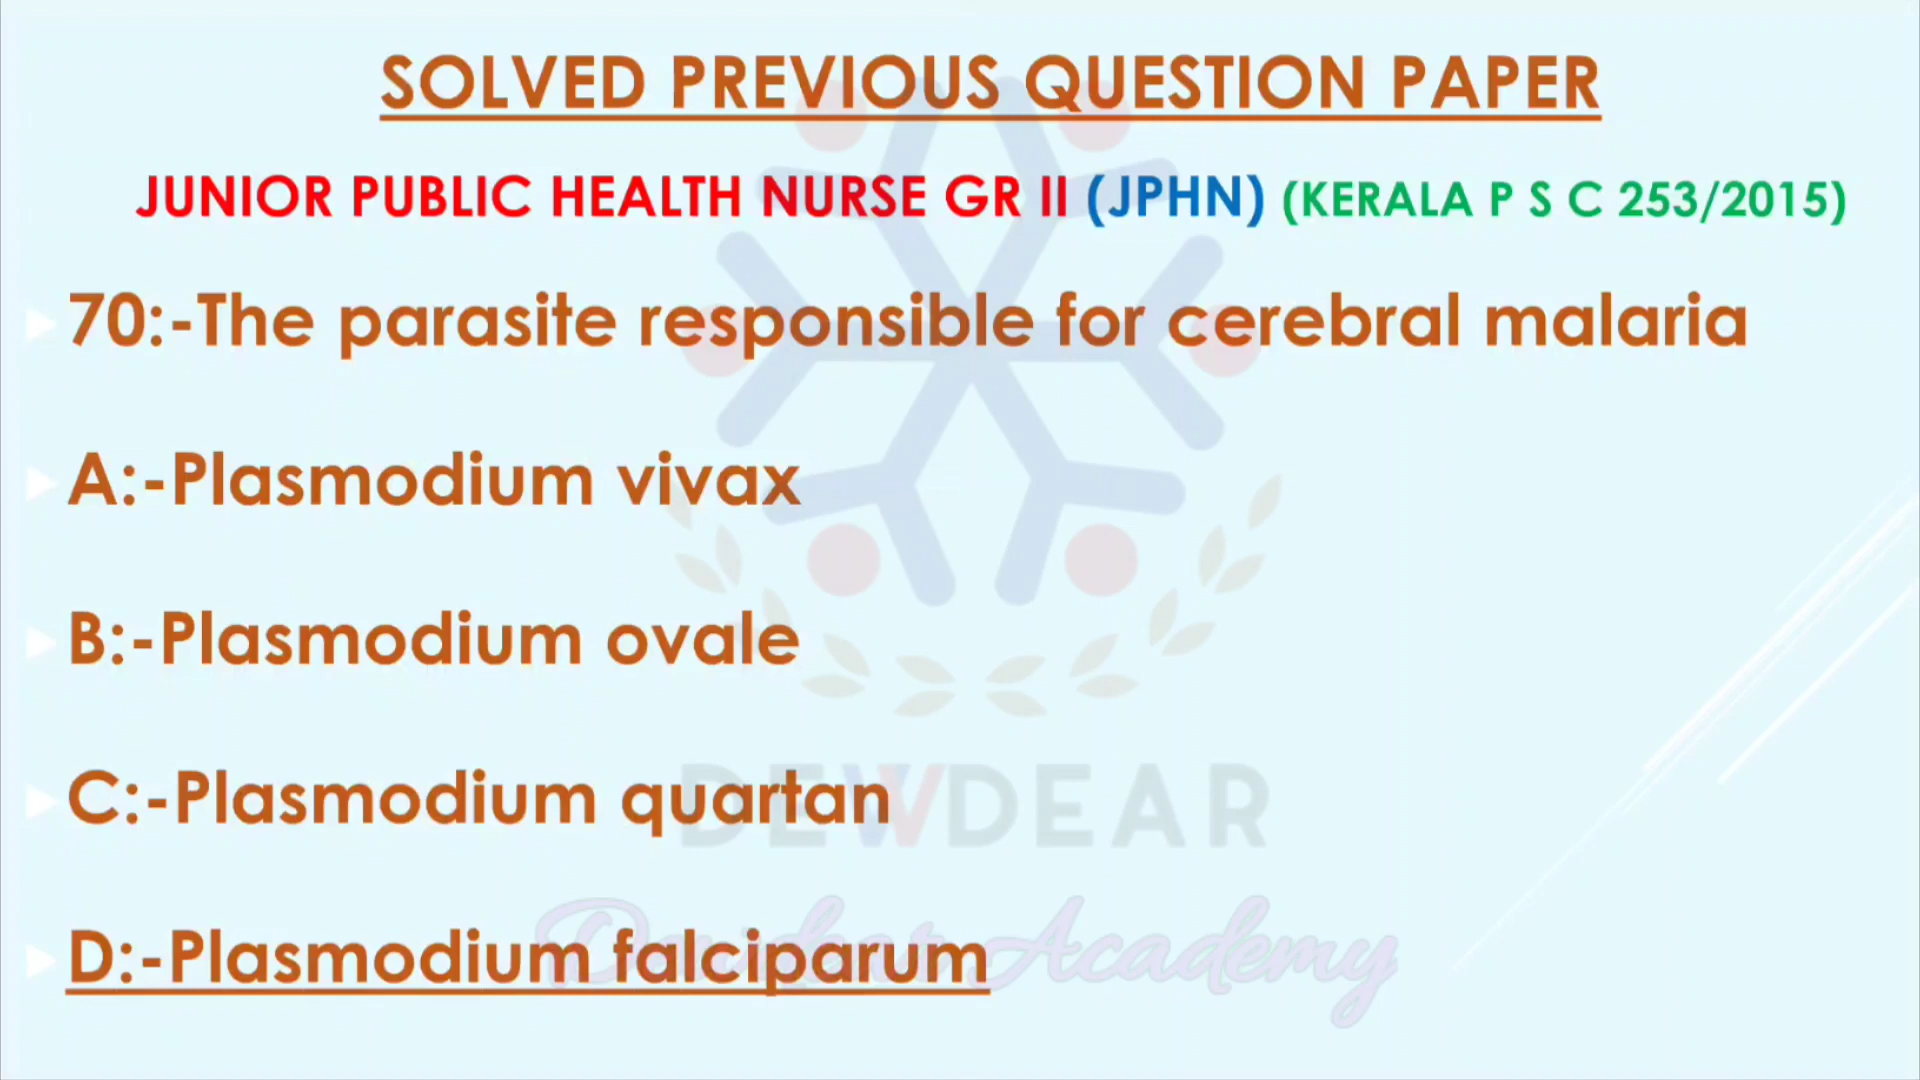 SOLVED PREVIOUS QUESTION PAPER
JUNIOR PUBLIC HEALTH NURSE GR II (JPHN) (KERALA P S C 253/2015)
70:-The parasite responsible for cerebral malaria
A:-Plasmodium vivax
B:-Plasmodium ovale
C:-Plasmodium quartan
DEWDEAR
D:-Plasmodium falciparum
Academy